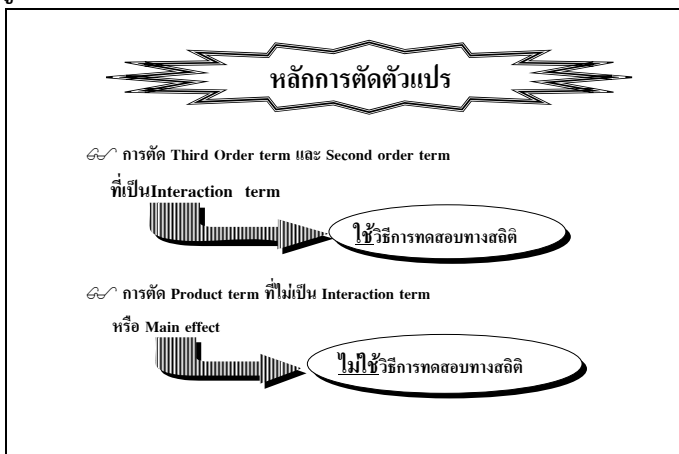 หลักการตัดตัวแปร
การตัด Third Order term และ Second order term
ที่เป็นInteraction term
ใช้วิธีการทดสอบทางสถิติ
การตัด Product term ที่ไม่เป็น Interaction term
หรือ Main effect
ไม่ใช้วิธีการทดสอบทางสถิติ